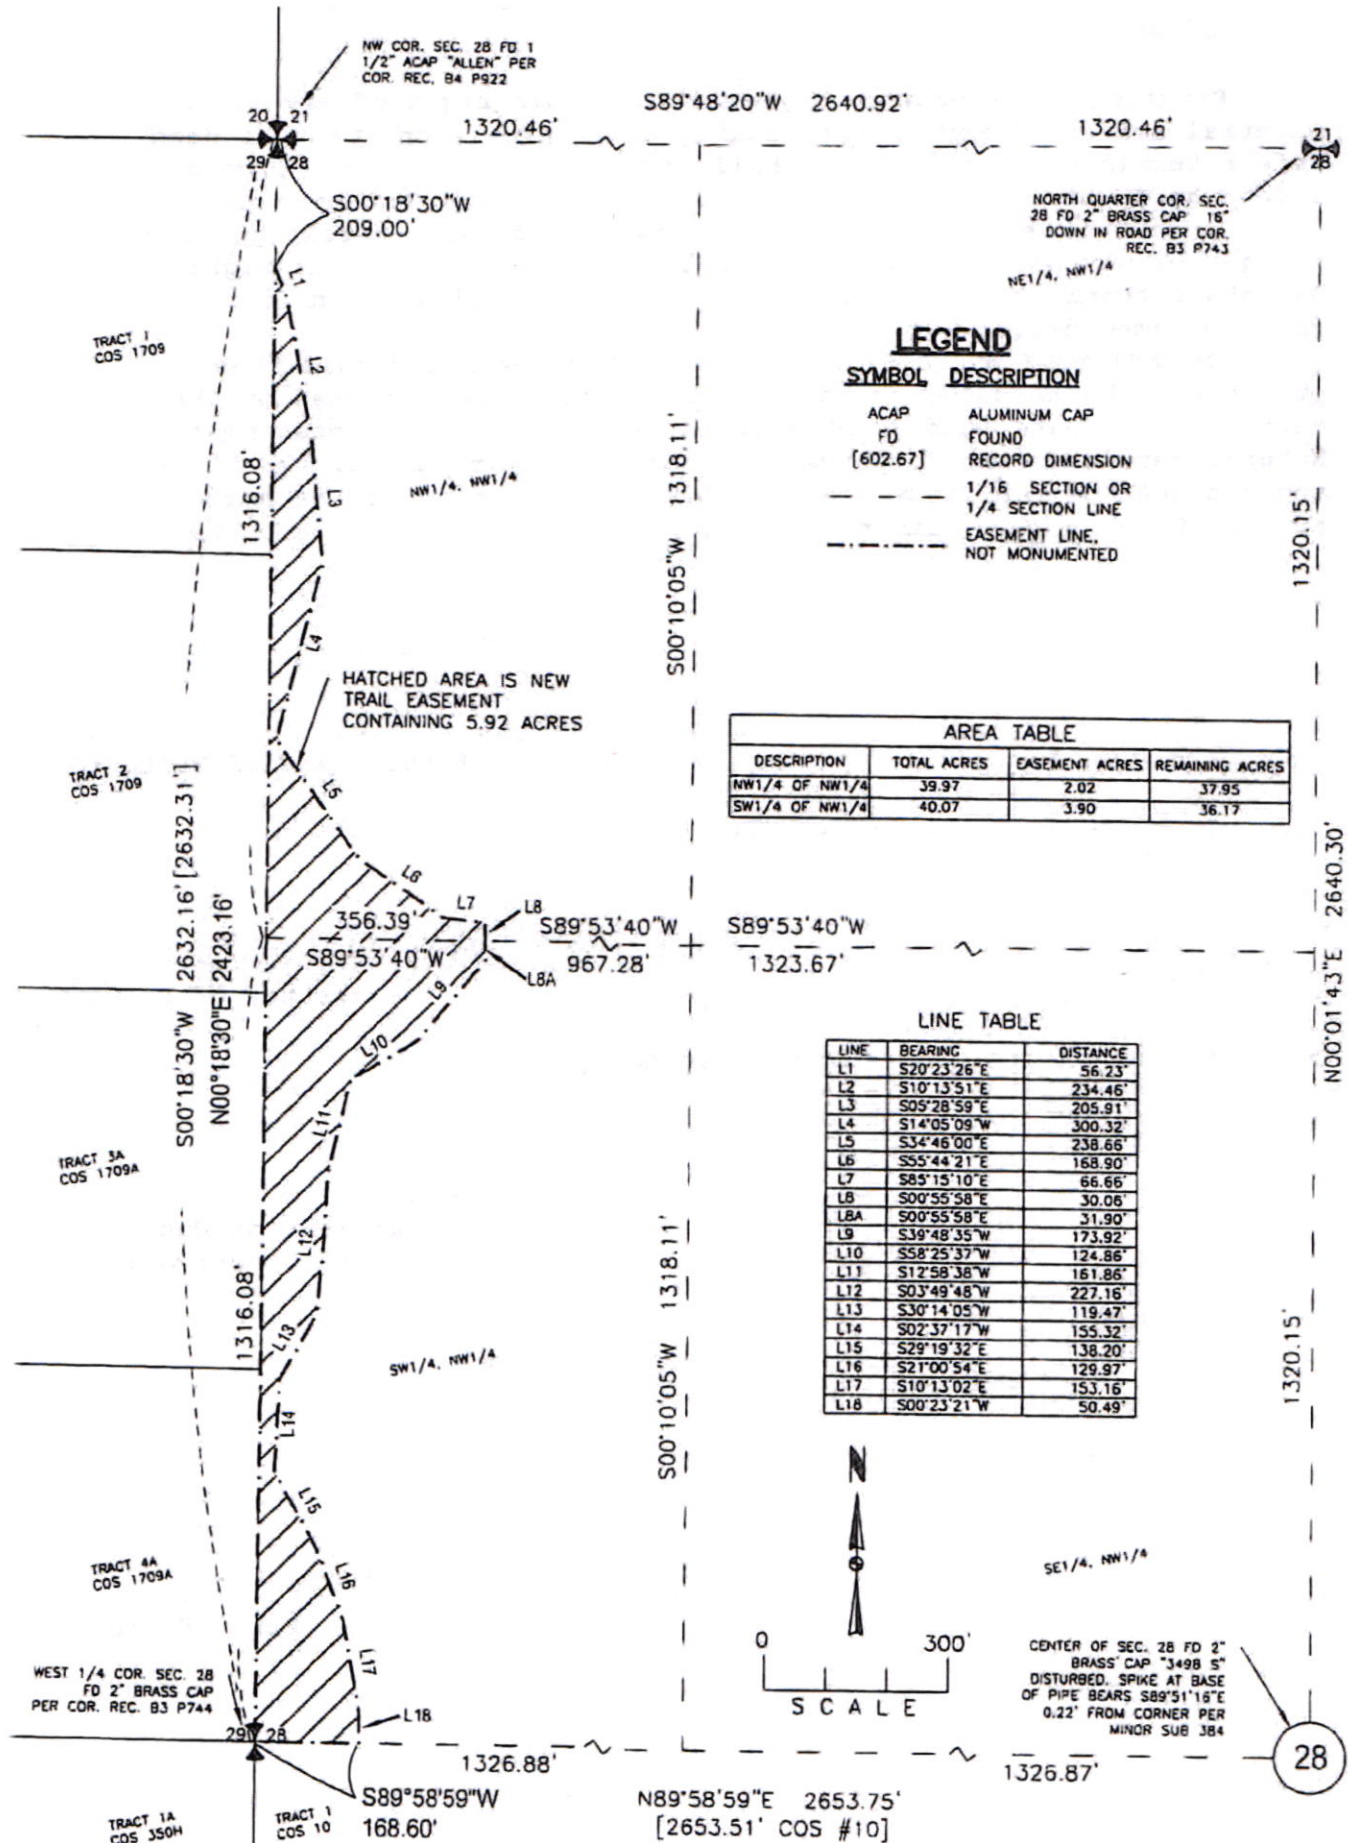 NW COR. SEC. 28 FD 1
1/2" ACAP "ALLEN" PER
COR. REC. B4 P922
S89°48'20"W 2640.92'
1320.46'
1320.46'
20 21
29 28
21
28
S00°18'30"W
209.00'
NORTH QUARTER COR. SEC.
28 FD 2" BRASS CAP 16"
DOWN IN ROAD PER COR.
REC. B3 P743
NE1/4, NW1/4
L1
TRACT 1
COS 1709
L2
LEGEND
SYMBOL DESCRIPTION
ACAP ALUMINUM CAP
FD FOUND
[602.67] RECORD DIMENSION
1/16 SECTION OR
1/4 SECTION LINE
EASEMENT LINE,
NOT MONUMENTED
1316.08'
L3
NW1/4, NW1/4
S00°10'05"W 1318.11'
1320.15'
L4
HATCHED AREA IS NEW
TRAIL EASEMENT
CONTAINING 5.92 ACRES
AREA TABLE
DESCRIPTION TOTAL ACRES EASEMENT ACRES REMAINING ACRES
NW1/4 OF NW1/4 39.97 2.02 37.95
SW1/4 OF NW1/4 40.07 3.90 36.17
TRACT 2
COS 1709
L5
S00°18'30"W 2632.16' [2632.31']
N00°18'30"E 2423.16'
L6
L7
L8
356.39'
S89°53'40"W
S89°53'40"W
967.28'
S89°53'40"W
1323.67'
L8A
N00°01'43"E 2640.30'
L9
L10
L11
TRACT 3A
COS 1709A
LINE TABLE
LINE BEARING DISTANCE
L1 S20°23'26"E 56.23'
L2 S10°13'51"E 234.46'
L3 S05°28'59"E 205.91'
L4 S14°05'09"W 300.32'
L5 S34°46'00"E 238.66'
L6 S55°44'21"E 168.90'
L7 S85°15'10"E 66.66'
L8 S00°55'58"E 30.06'
L8A S00°55'58"E 31.90'
L9 S39°48'35"W 173.92'
L10 S58°25'37"W 124.86'
L11 S12°58'38"W 161.86'
L12 S03°49'48"W 227.16'
L13 S30°14'05"W 119.47'
L14 S02°37'17"W 155.32'
L15 S29°19'32"E 138.20'
L16 S21°00'54"E 129.97'
L17 S10°13'02"E 153.16'
L18 S00°23'21"W 50.49'
L12
1316.08'
L13
SW1/4, NW1/4
S00°10'05"W 1318.11'
1320.15'
L14
L15
N
TRACT 4A
COS 1709A
L16
SE1/4, NW1/4
L17
0 300'
SCALE
WEST 1/4 COR. SEC. 28
FD 2" BRASS CAP
PER COR. REC. B3 P744
L18
CENTER OF SEC. 28 FD 2"
BRASS CAP "3498 S"
DISTURBED. SPIKE AT BASE
OF PIPE BEARS S89°51'16"E
0.22' FROM CORNER PER
MINOR SUB 384
29 28
28
1326.88'
1326.87'
S89°58'59"W
168.60'
N89°58'59"E 2653.75'
[2653.51' COS #10]
TRACT 1A
COS 350H
TRACT 1
COS 10